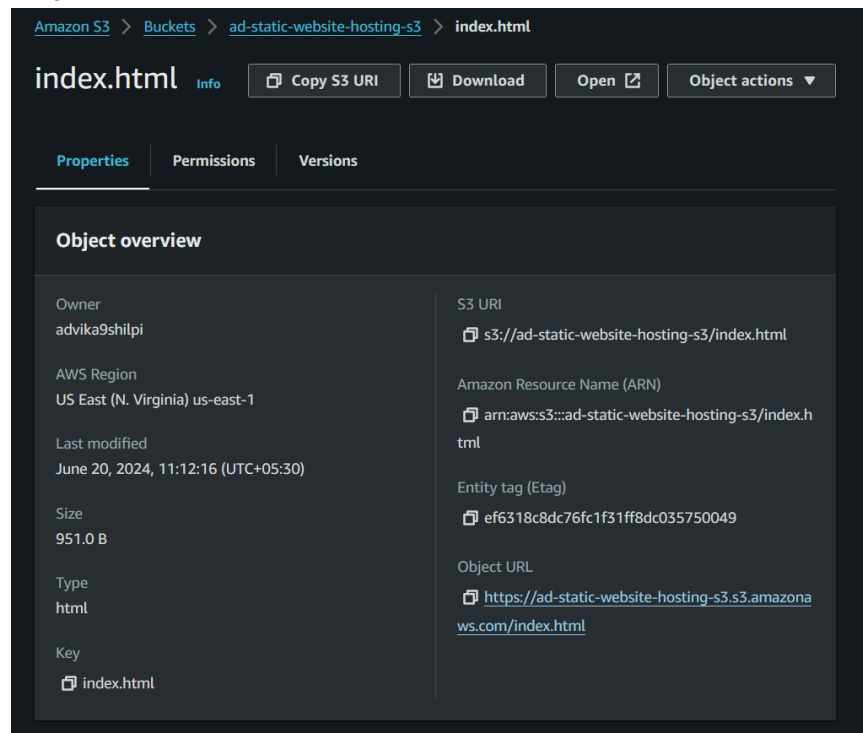 Amazon S3 > Buckets > ad-static-website-hosting-s3 > index.html
index.html Info Copy S3 URI Download Open Object actions
Properties Permissions Versions
Object overview
Owner
advika9shilpi
AWS Region
US East (N. Virginia) us-east-1
Last modified
June 20, 2024, 11:12:16 (UTC+05:30)
Size
951.0 B
Type
html
Key
index.html
S3 URI
s3://ad-static-website-hosting-s3/index.html
Amazon Resource Name (ARN)
arn:aws:s3:::ad-static-website-hosting-s3/index.h
tml
Entity tag (Etag)
ef6318c8dc76fc1f31ff8dc035750049
Object URL
https://ad-static-website-hosting-s3.s3.amazona
ws.com/index.html